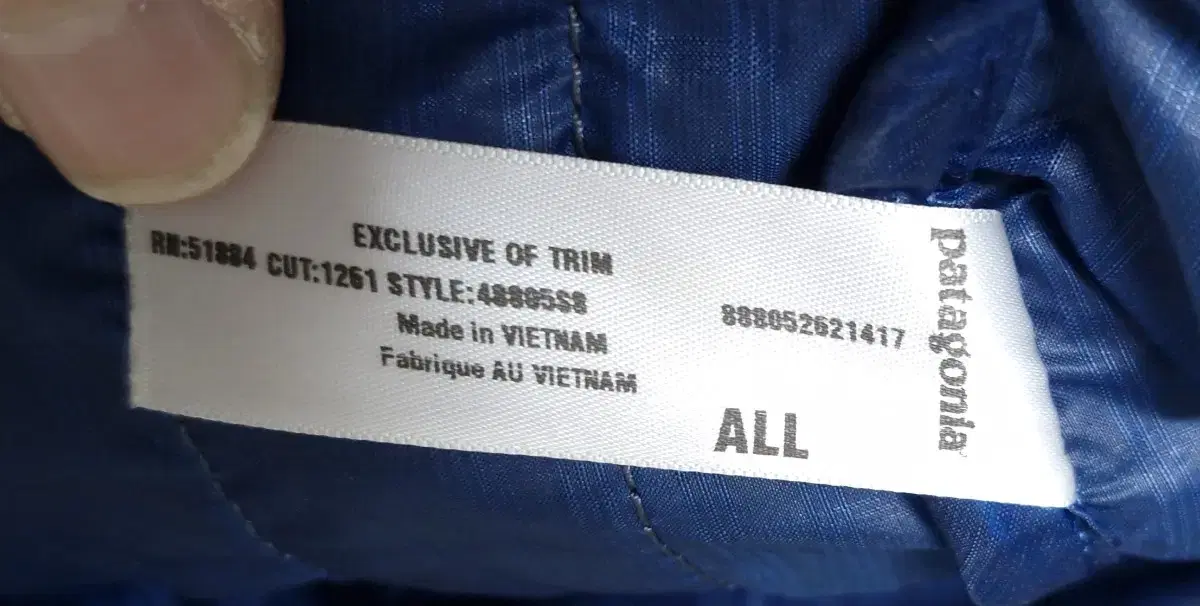 EXCLUSIVE OF TRIM
RN:51884 CUT:1261 STYLE:48805S8
Made in VIETNAM
Fabrique AU VIETNAM
888052621417
ALL
patagonia